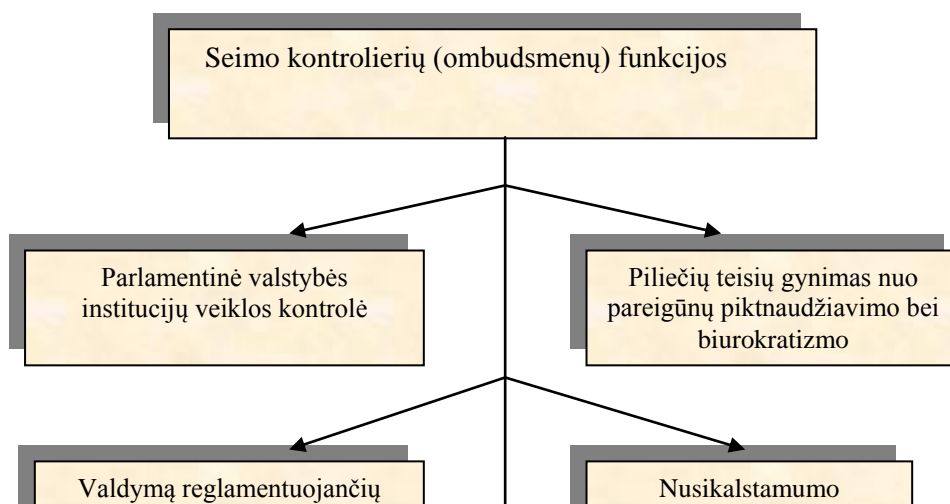 Seimo kontrolierių (ombudsmenų) funkcijos
Parlamentinė valstybės
institucijų veiklos kontrolė
Piliečių teisių gynimas nuo
pareigūnų piktnaudžiavimo bei
biurokratizmo
Valdymą reglamentuojančių
Nusikalstamumo